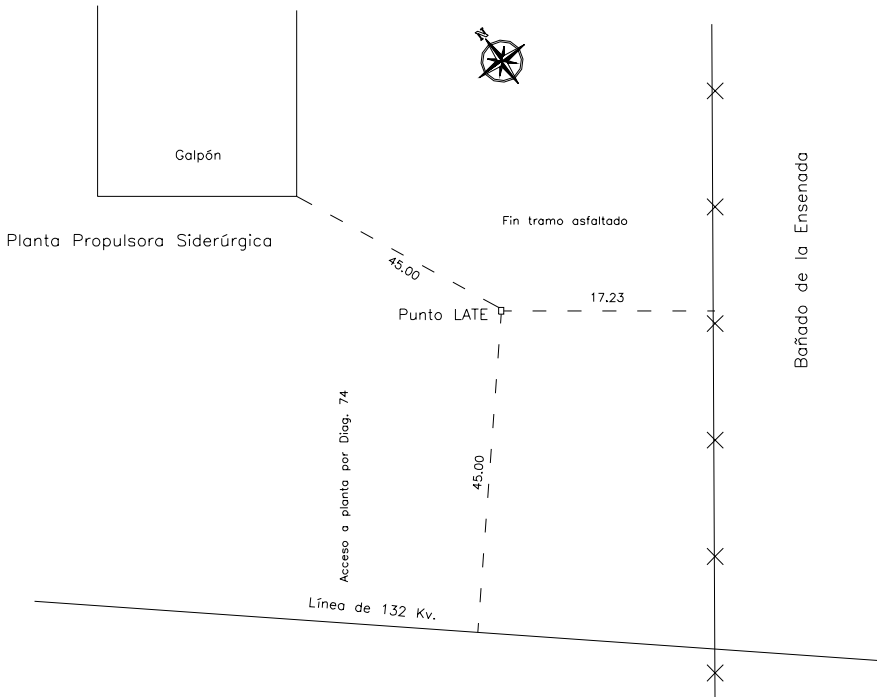 N
Galpón
Planta Propulsora Siderúrgica
Fin tramo asfaltado
Bañado de la Ensenada
45.00
17.23
Punto LATE
Acceso a planta por Diag. 74
45.00
Línea de 132 Kv.